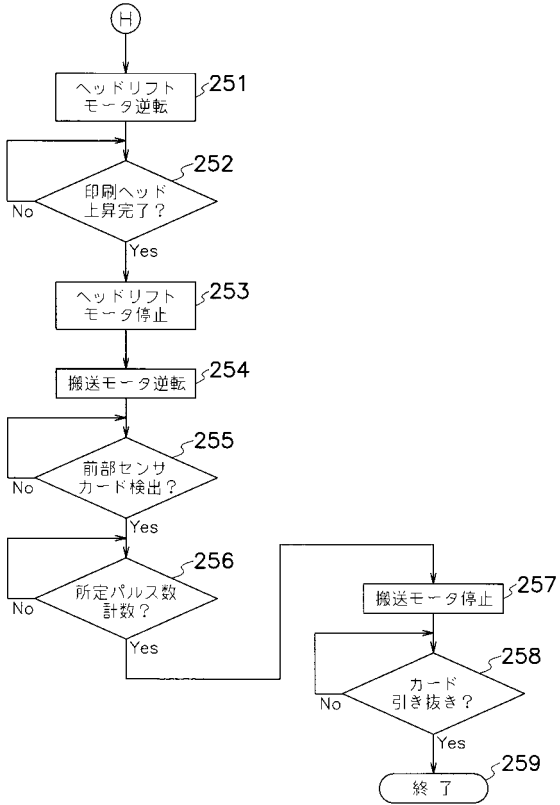 H
ヘッドリフト
モータ逆転
251
印刷ヘッド
上昇完了？
252
No
Yes
ヘッドリフト
モータ停止
253
搬送モータ逆転
254
前部センサ
カード検出？
255
No
Yes
所定パルス数
計数？
256
No
Yes
搬送モータ停止
257
カード
引き抜き？
258
No
Yes
終了
259